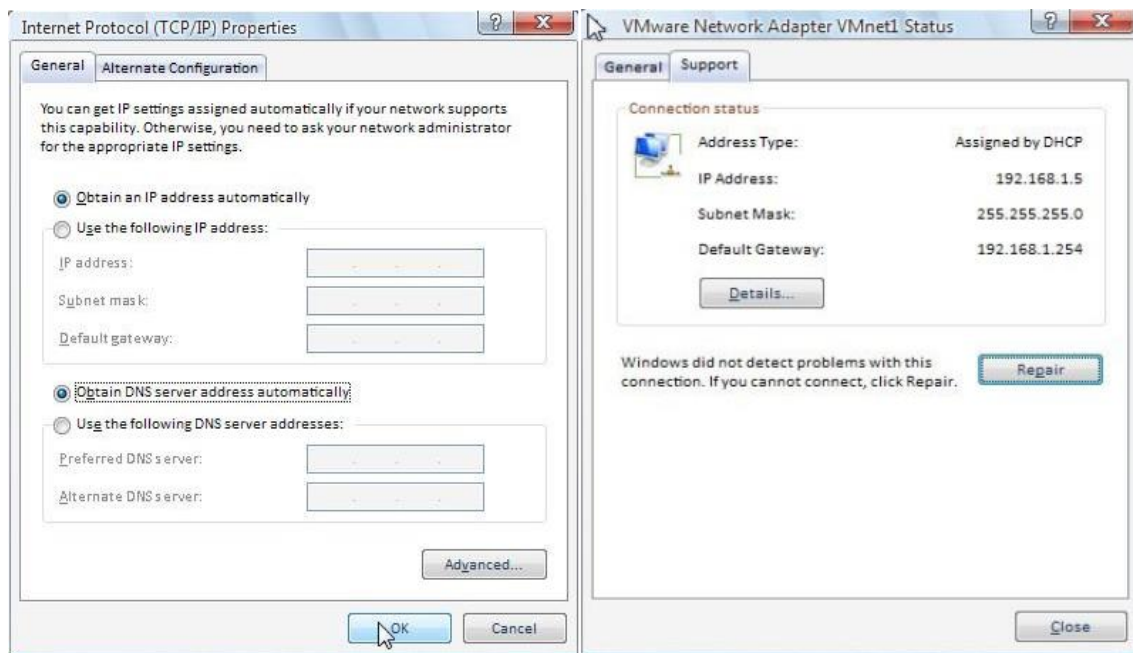 Internet Protocol (TCP/IP) Properties
General
Alternate Configuration
You can get IP settings assigned automatically if your network supports
this capability. Otherwise, you need to ask your network administrator
for the appropriate IP settings.
Obtain an IP address automatically
Use the following IP address:
IP address:
Subnet mask:
Default gateway:
Obtain DNS server address automatically
Use the following DNS server addresses:
Preferred DNS server:
Alternate DNS server:
Advanced...
OK
Cancel
VMware Network Adapter VMnet1 Status
General
Support
Connection status
Address Type: Assigned by DHCP
IP Address: 192.168.1.5
Subnet Mask: 255.255.255.0
Default Gateway: 192.168.1.254
Details...
Windows did not detect problems with this
connection. If you cannot connect, click Repair.
Repair
Close